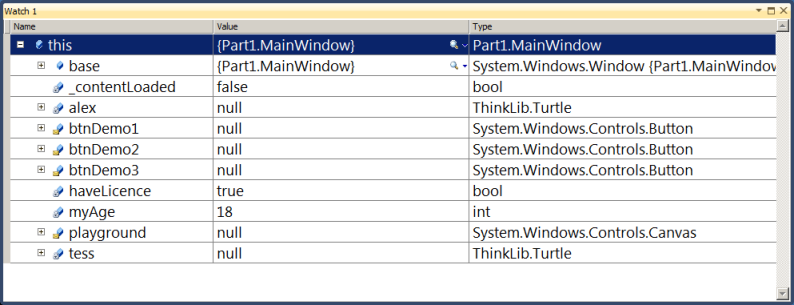 Watch 1
Name Value Type
this {Part1.MainWindow} Part1.MainWindow
base {Part1.MainWindow} System.Windows.Window {Part1.MainWindow
_contentLoaded false bool
alex null ThinkLib.Turtle
btnDemo1 null System.Windows.Controls.Button
btnDemo2 null System.Windows.Controls.Button
btnDemo3 null System.Windows.Controls.Button
haveLicence true bool
myAge 18 int
playground null System.Windows.Controls.Canvas
tess null ThinkLib.Turtle